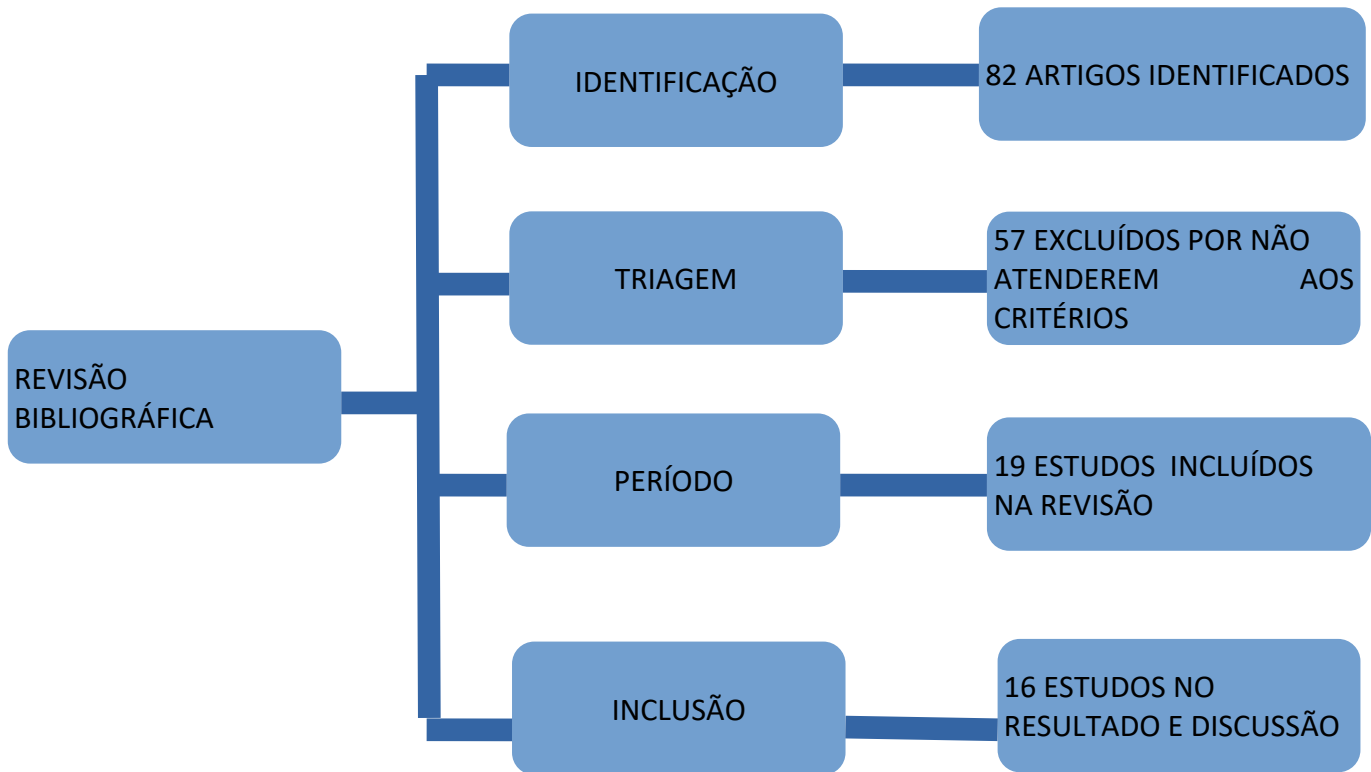 REVISÃO
BIBLIOGRÁFICA
IDENTIFICAÇÃO
82 ARTIGOS IDENTIFICADOS
TRIAGEM
57 EXCLUÍDOS POR NÃO
ATENDEREM AOS
CRITÉRIOS
PERÍODO
19 ESTUDOS INCLUÍDOS
NA REVISÃO
INCLUSÃO
16 ESTUDOS NO
RESULTADO E DISCUSSÃO